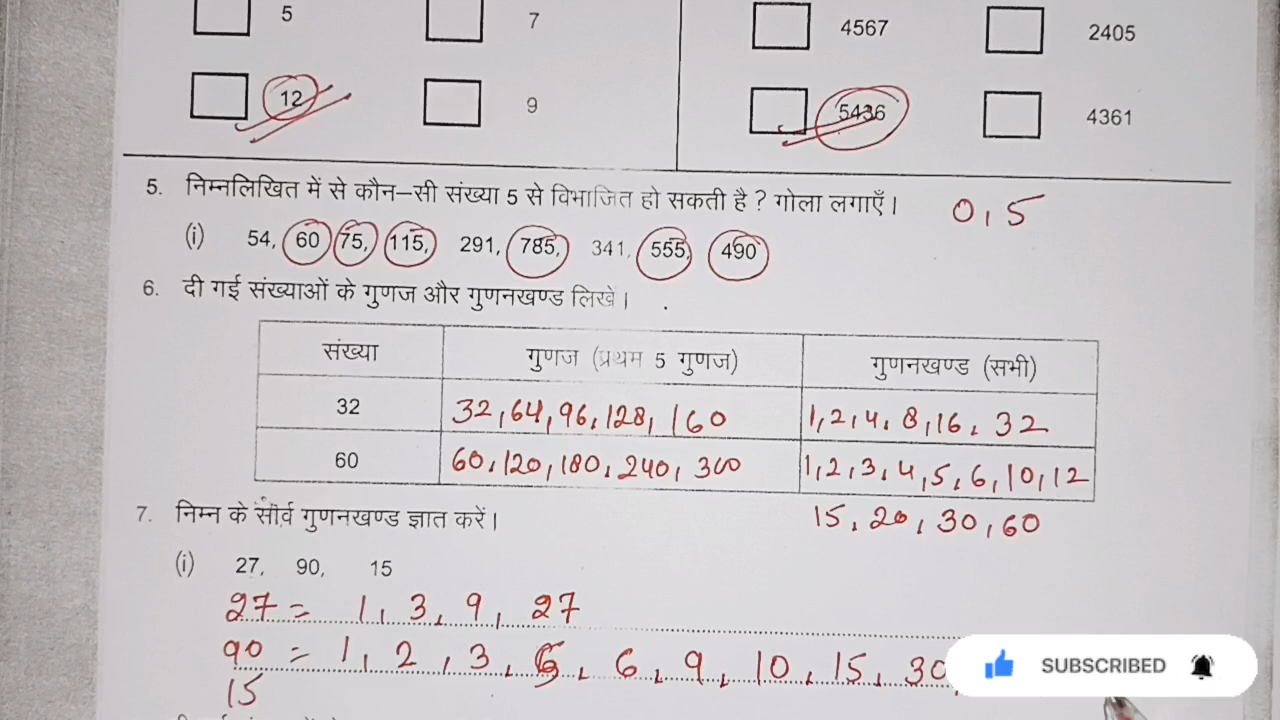 5 7 4567 2405
12 9 5436 4361
5. निम्नलिखित में से कौन-सी संख्या 5 से विभाजित हो सकती है ? गोला लगाएँ। 0, 5
(i) 54, 60 75, 115, 291, 785, 341, 555, 490
6. दी गई संख्याओं के गुणज और गुणनखण्ड लिखें।
संख्या गुणज (प्रथम 5 गुणज) गुणनखण्ड (सभी)
32 32, 64, 96, 128, 160 1, 2, 4, 8, 16, 32
60 60, 120, 180, 240, 300 1, 2, 3, 4, 5, 6, 10, 12
15, 20, 30, 60
7. निम्न के गुणनखण्ड ज्ञात करें।
(i) 27, 90, 15
27 = 1, 3, 9, 27
90 = 1, 2, 3, 5, 6, 9, 10, 15, 30
SUBSCRIBED
15